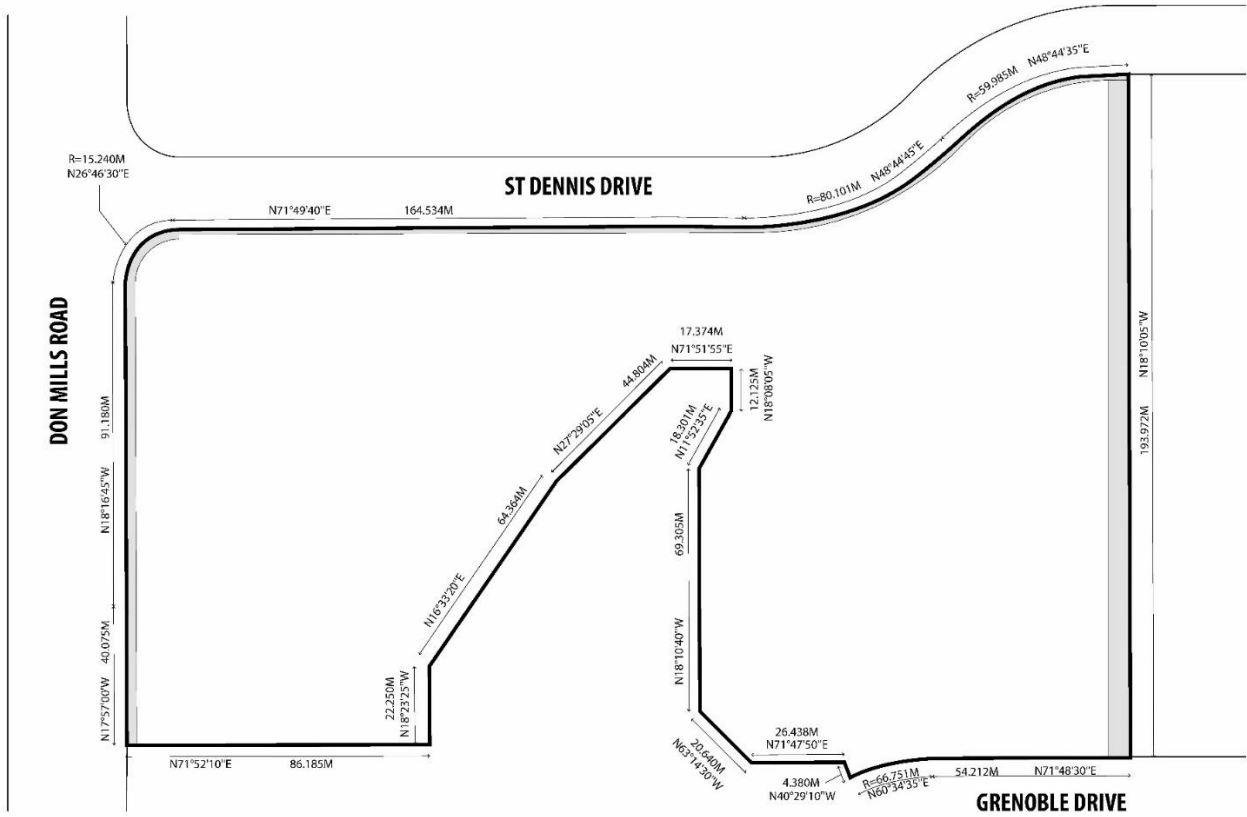 R=59.985M N48°44'35"E
R=15.240M
N26°46'30"E
R=80.101M N48°44'45"E
ST DENNIS DRIVE
N71°49'40"E 164.534M
DON MILLS ROAD
91.180M
N18°16'45"W
40.075M
N17°57'00"W
17.374M
N71°51'55"E
44.804M
N27°29'05"E
12.125M
N18°08'05"W
18.301M
N11°52'35"E
N18°10'05"W
193.972M
64.364M
N16°33'20"E
69.305M
N18°10'40"W
22.250M
N18°23'25"W
N71°52'10"E 86.185M
20.640M
N63°14'30"W
26.438M
N71°47'50"E
4.380M
N40°29'10"W
R=66.751M
N60°34'35"E
54.212M N71°48'30"E
GRENOBLE DRIVE